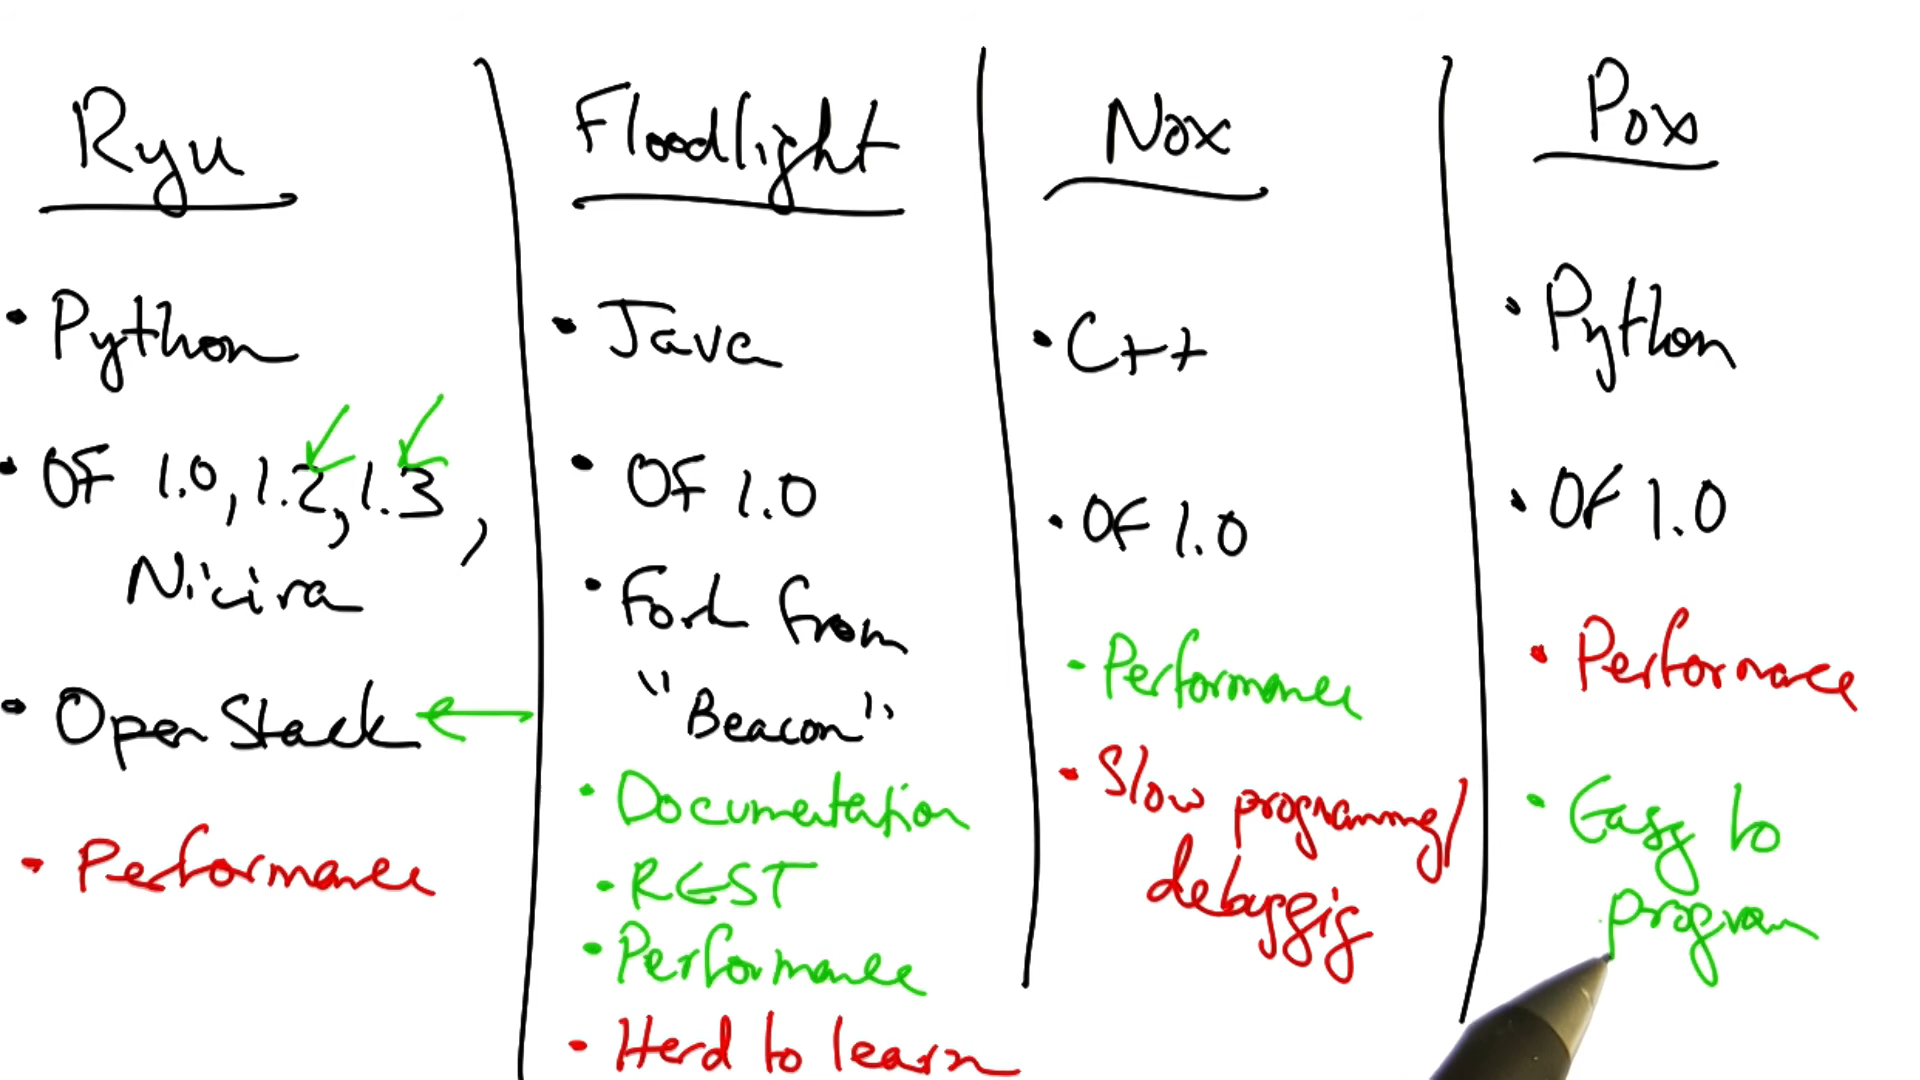 Ryu
• Python
• OF 1.0, 1.2, 1.3,
Nicira
• OpenStack
• Performance
Floodlight
• Java
• OF 1.0
• Fork from
"Beacon"
• Documentation
• REST
• Performance
• Hard to learn
Nox
• C++
• OF 1.0
• Performance
• Slow programming/
debuggig
Pox
• Python
• OF 1.0
• Performace
• Easy to
program